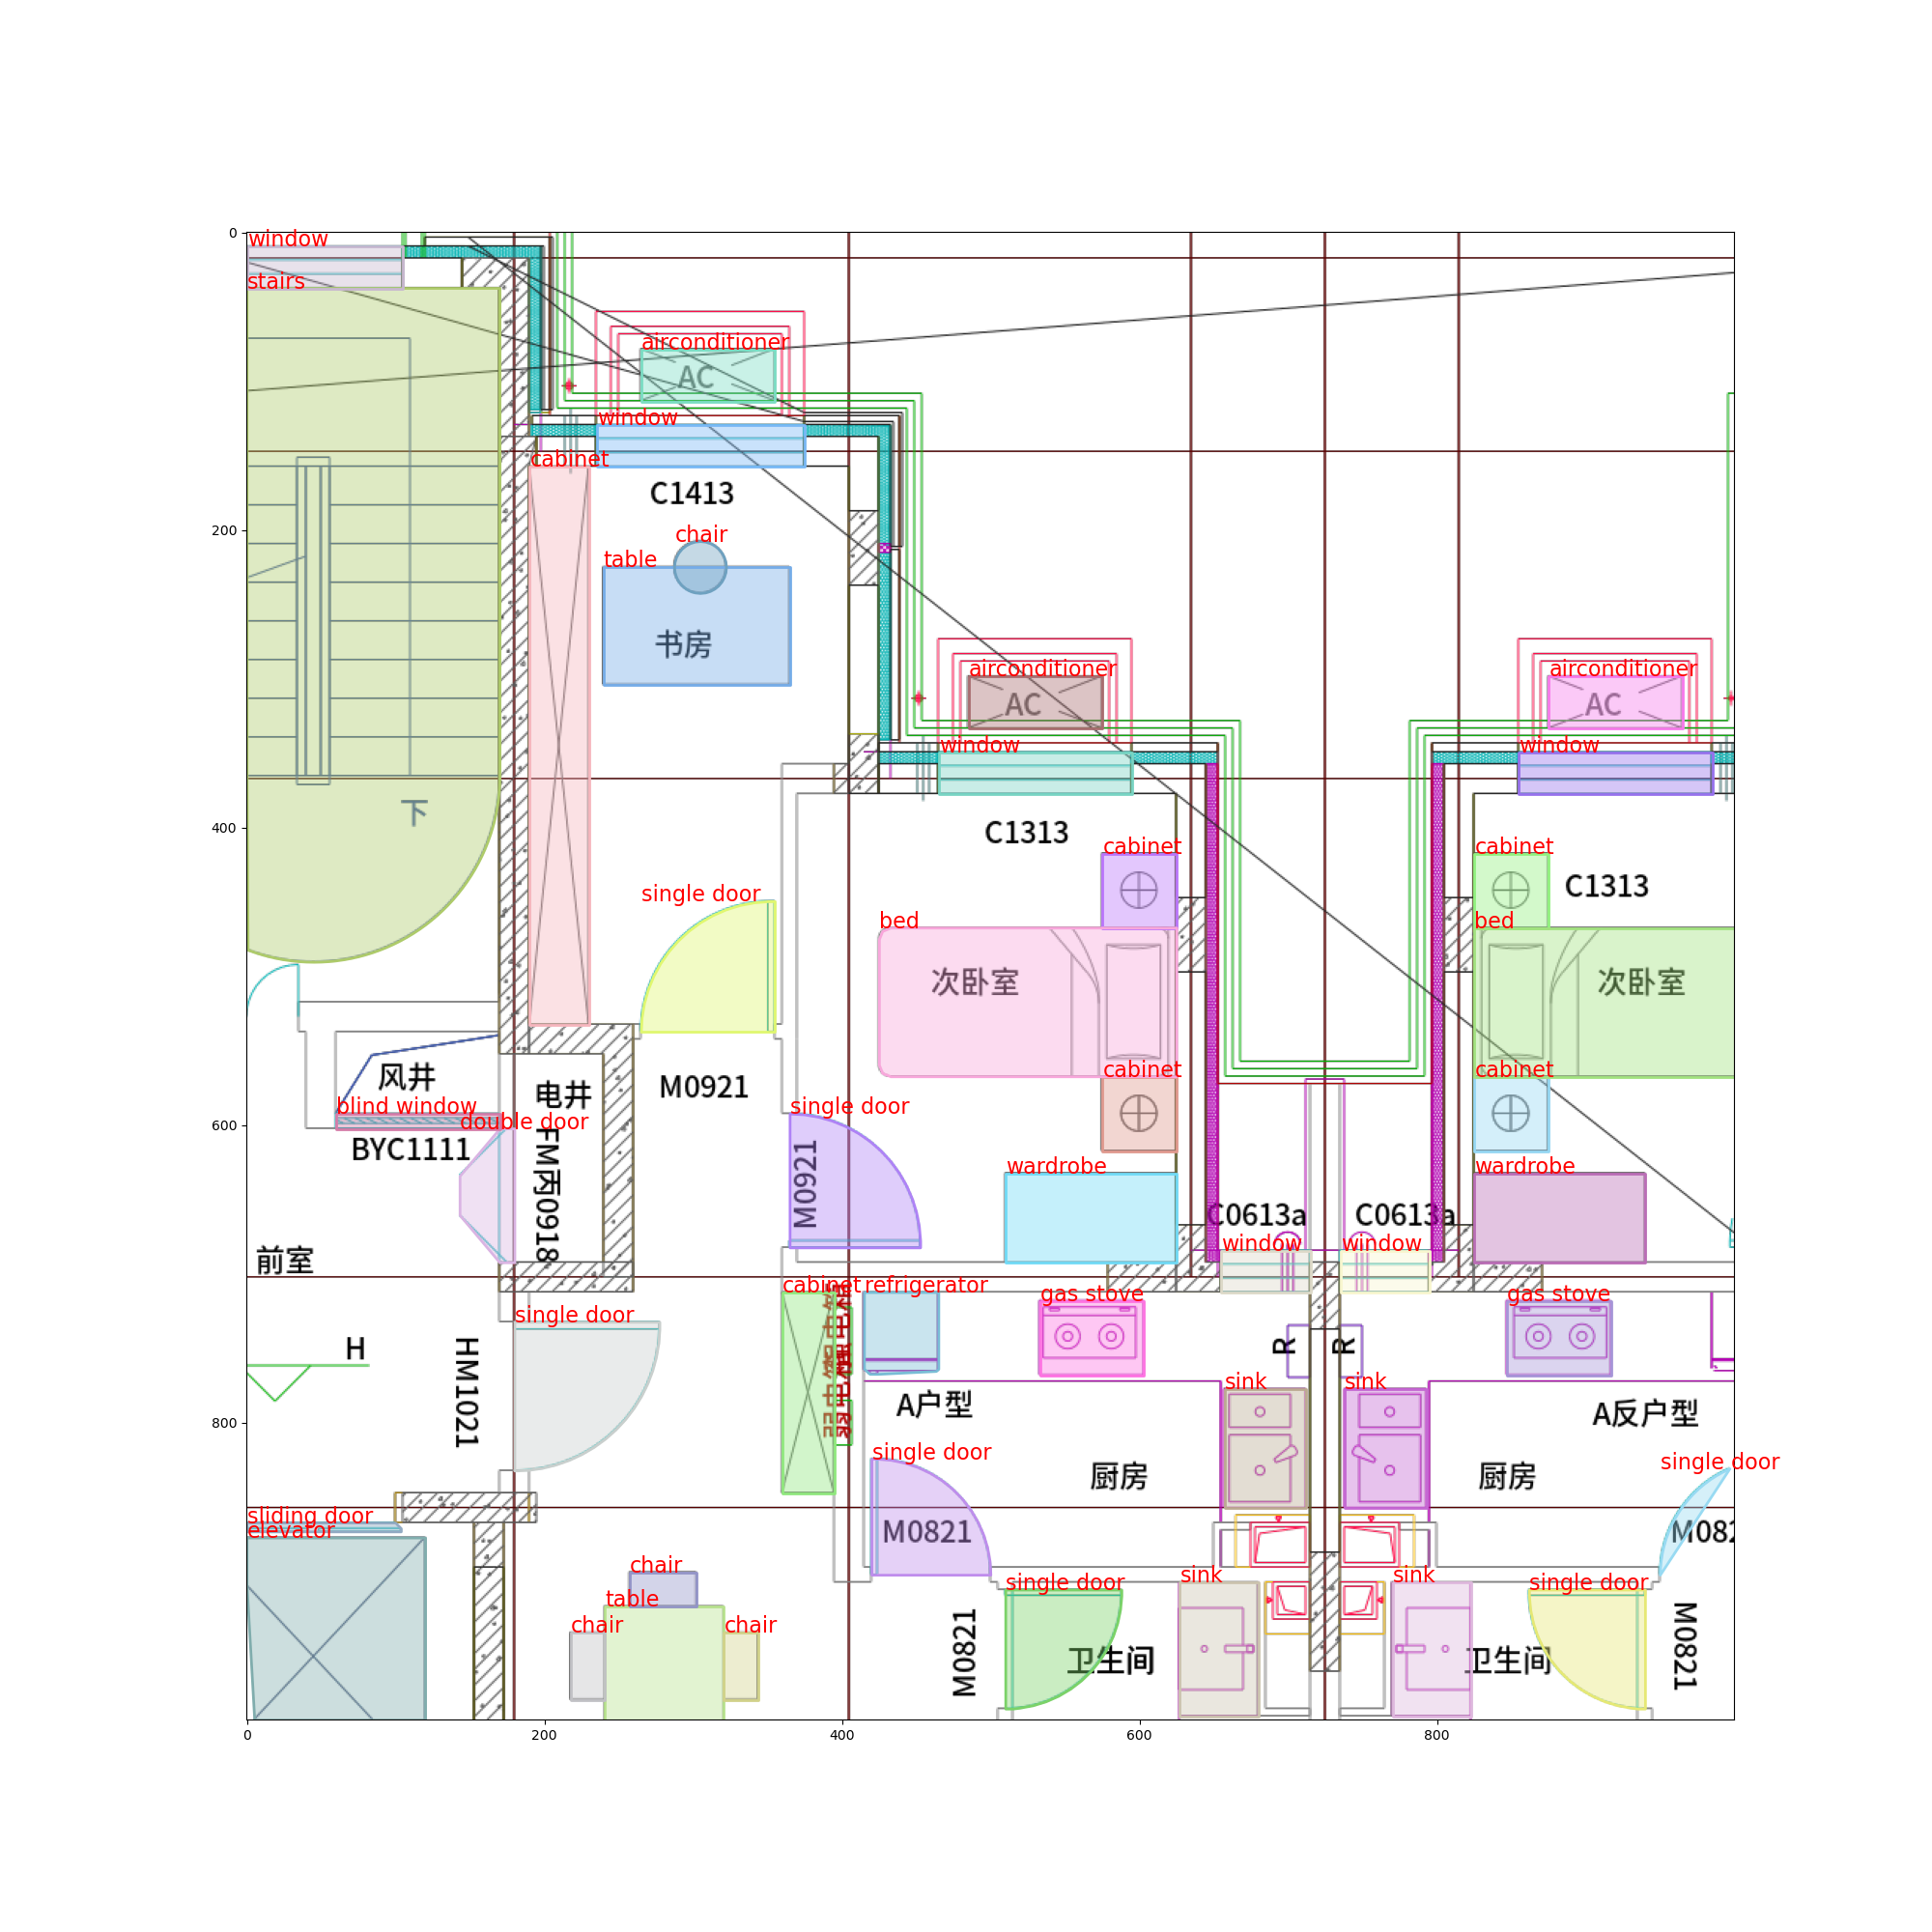 0
window
stairs
airconditioner
AC
window
cabinet
C1413
200
chair
table
书房
airconditioner
airconditioner
AC
AC
window
window
下
400
C1313
cabinet
cabinet
C1313
single door
bed
bed
次卧室
次卧室
风井
电井
M0921
cabinet
cabinet
600
blind window
double door
single door
BYC1111
FM丙0918
M0921
wardrobe
wardrobe
C0613a
C0613a
前室
window
window
cabinet
refrigerator
gas stove
gas stove
single door
H
HM1021
R
R
sink
sink
A户型
A反户型
800
single door
single door
厨房
厨房
sliding door
elevator
M0821
M082
chair
table
chair
chair
single door
sink
sink
single door
M0821
卫生间
卫生间
M0821
0
200
400
600
800